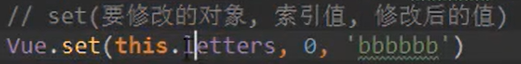 // set(要修改的对象, 索引值, 修改后的值)
Vue.set(this.letters, 0, 'bbbbbb')